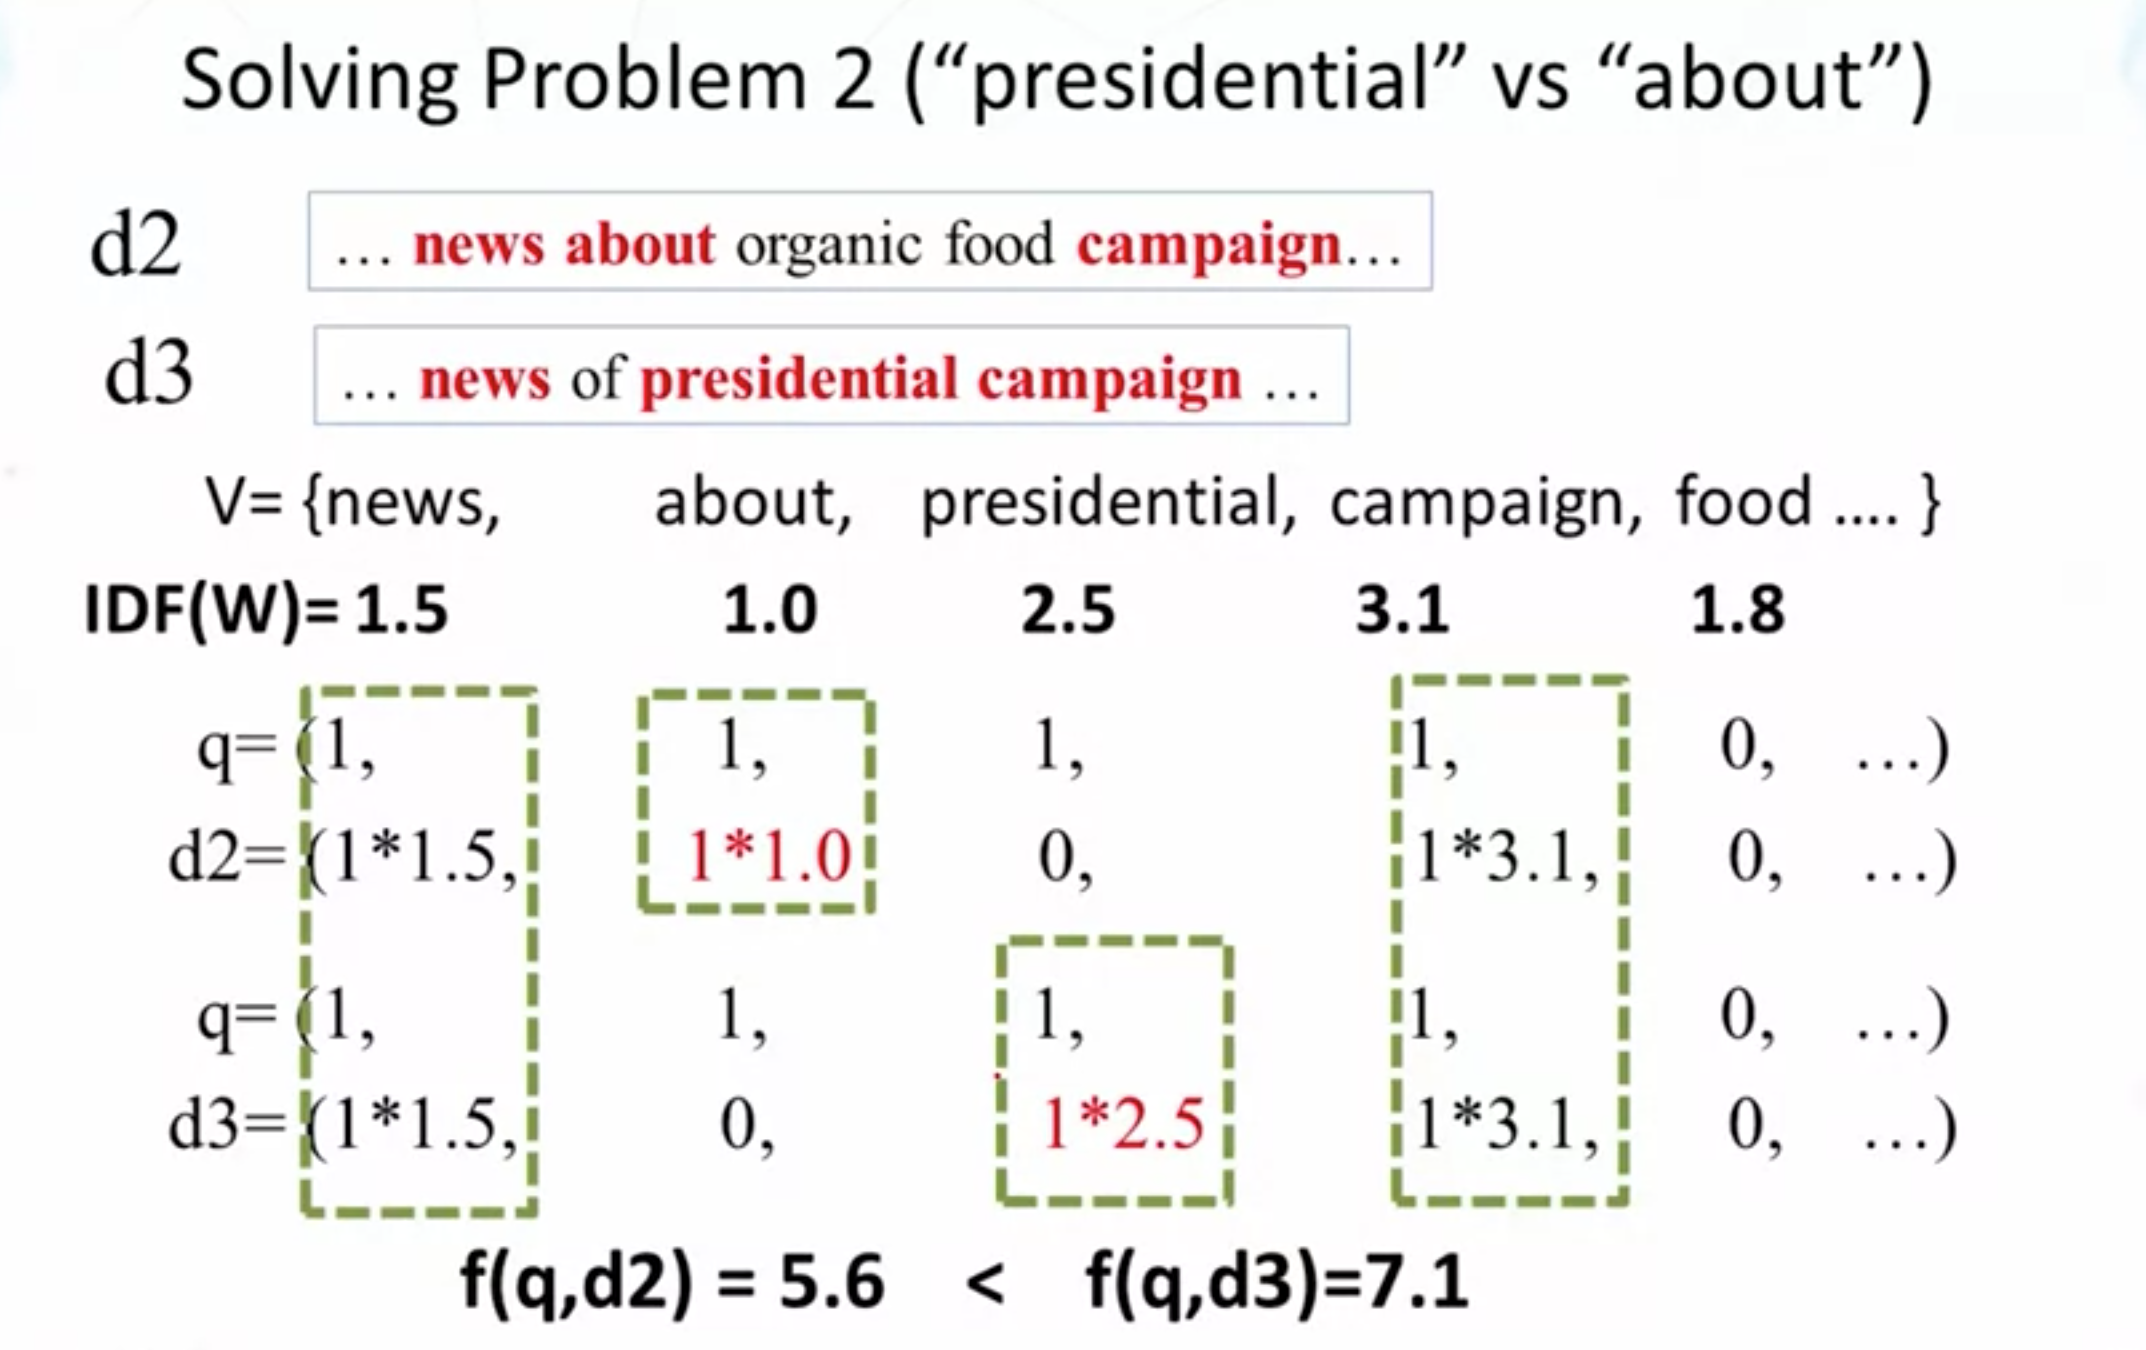 Solving Problem 2 (“presidential” vs “about”)
d2 … news about organic food campaign…
d3 … news of presidential campaign …
V= {news, about, presidential, campaign, food .... }
IDF(W)= 1.5 1.0 2.5 3.1 1.8
q= (1, 1, 1, 1, 0, …)
d2= (1*1.5, 1*1.0 0, 1*3.1, 0, …)
q= (1, 1, 1, 1, 0, …)
d3= (1*1.5, 0, 1*2.5 1*3.1, 0, …)
f(q,d2) = 5.6 < f(q,d3)=7.1